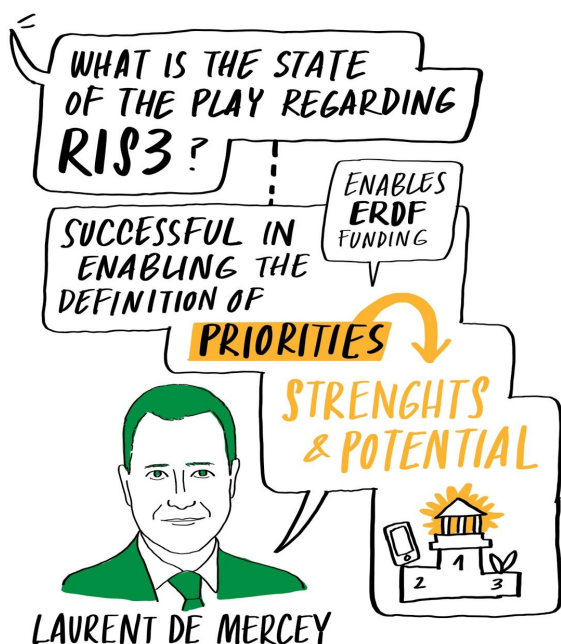 WHAT IS THE STATE
OF THE PLAY REGARDING
RIS3?
ENABLES
ERDF
FUNDING
SUCCESSFUL IN
ENABLING THE
DEFINITION OF
PRIORITIES
STRENGHTS
& POTENTIAL
1
2
3
LAURENT DE MERCEY